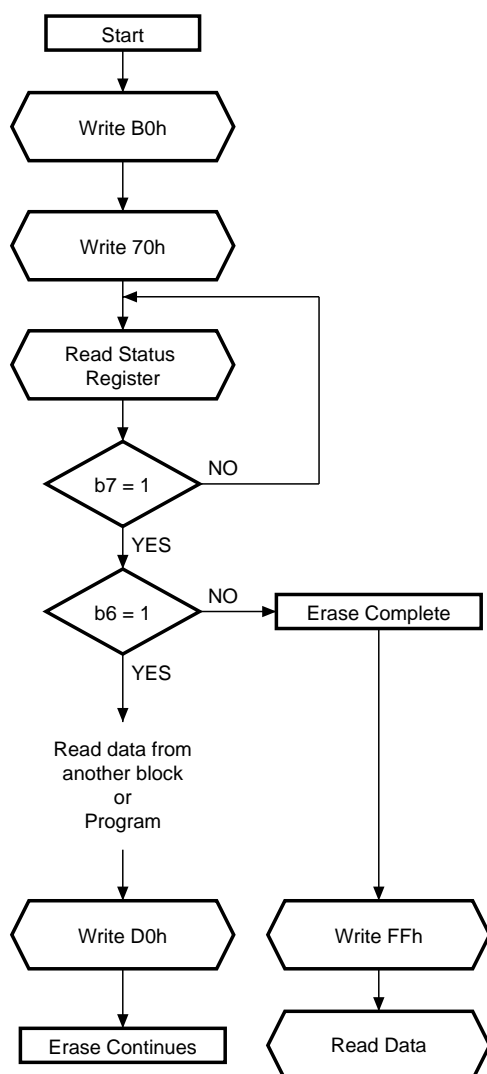 Start
Write B0h
Write 70h
Read Status
Register
b7 = 1
NO
YES
b6 = 1
NO
Erase Complete
YES
Read data from
another block
or
Program
Write D0h
Write FFh
Erase Continues
Read Data